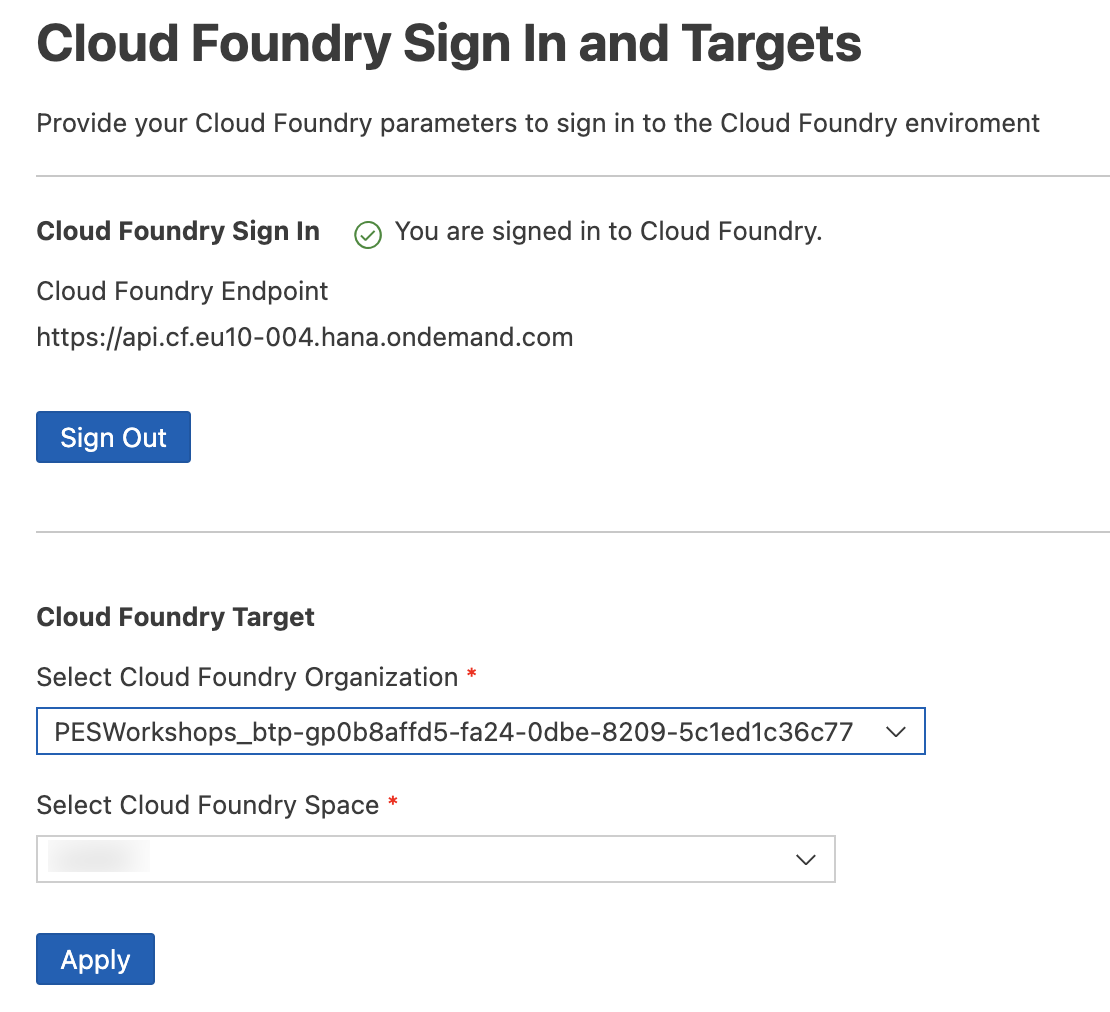 Cloud Foundry Sign In and Targets
Provide your Cloud Foundry parameters to sign in to the Cloud Foundry enviroment
Cloud Foundry Sign In You are signed in to Cloud Foundry.
Cloud Foundry Endpoint
https://api.cf.eu10-004.hana.ondemand.com
Sign Out
Cloud Foundry Target
Select Cloud Foundry Organization *
PESWorkshops_btp-gp0b8affd5-fa24-0dbe-8209-5c1ed1c36c77
Select Cloud Foundry Space *
Apply